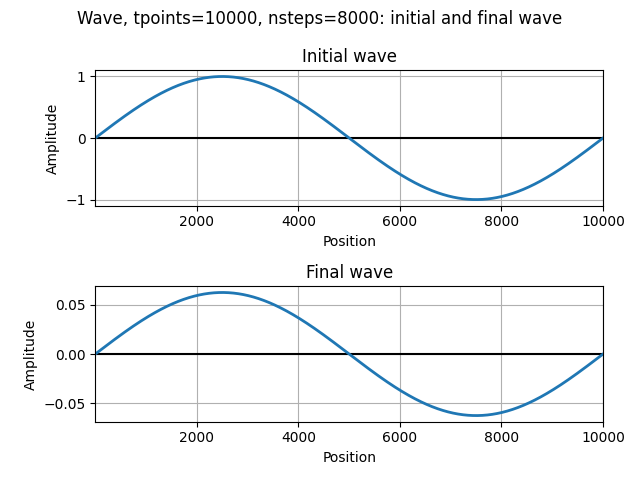 Wave, tpoints=10000, nsteps=8000: initial and final wave
Initial wave
1
0
−1
Amplitude
2000 4000 6000 8000 10000
Position
Final wave
0.05
0.00
−0.05
Amplitude
2000 4000 6000 8000 10000
Position